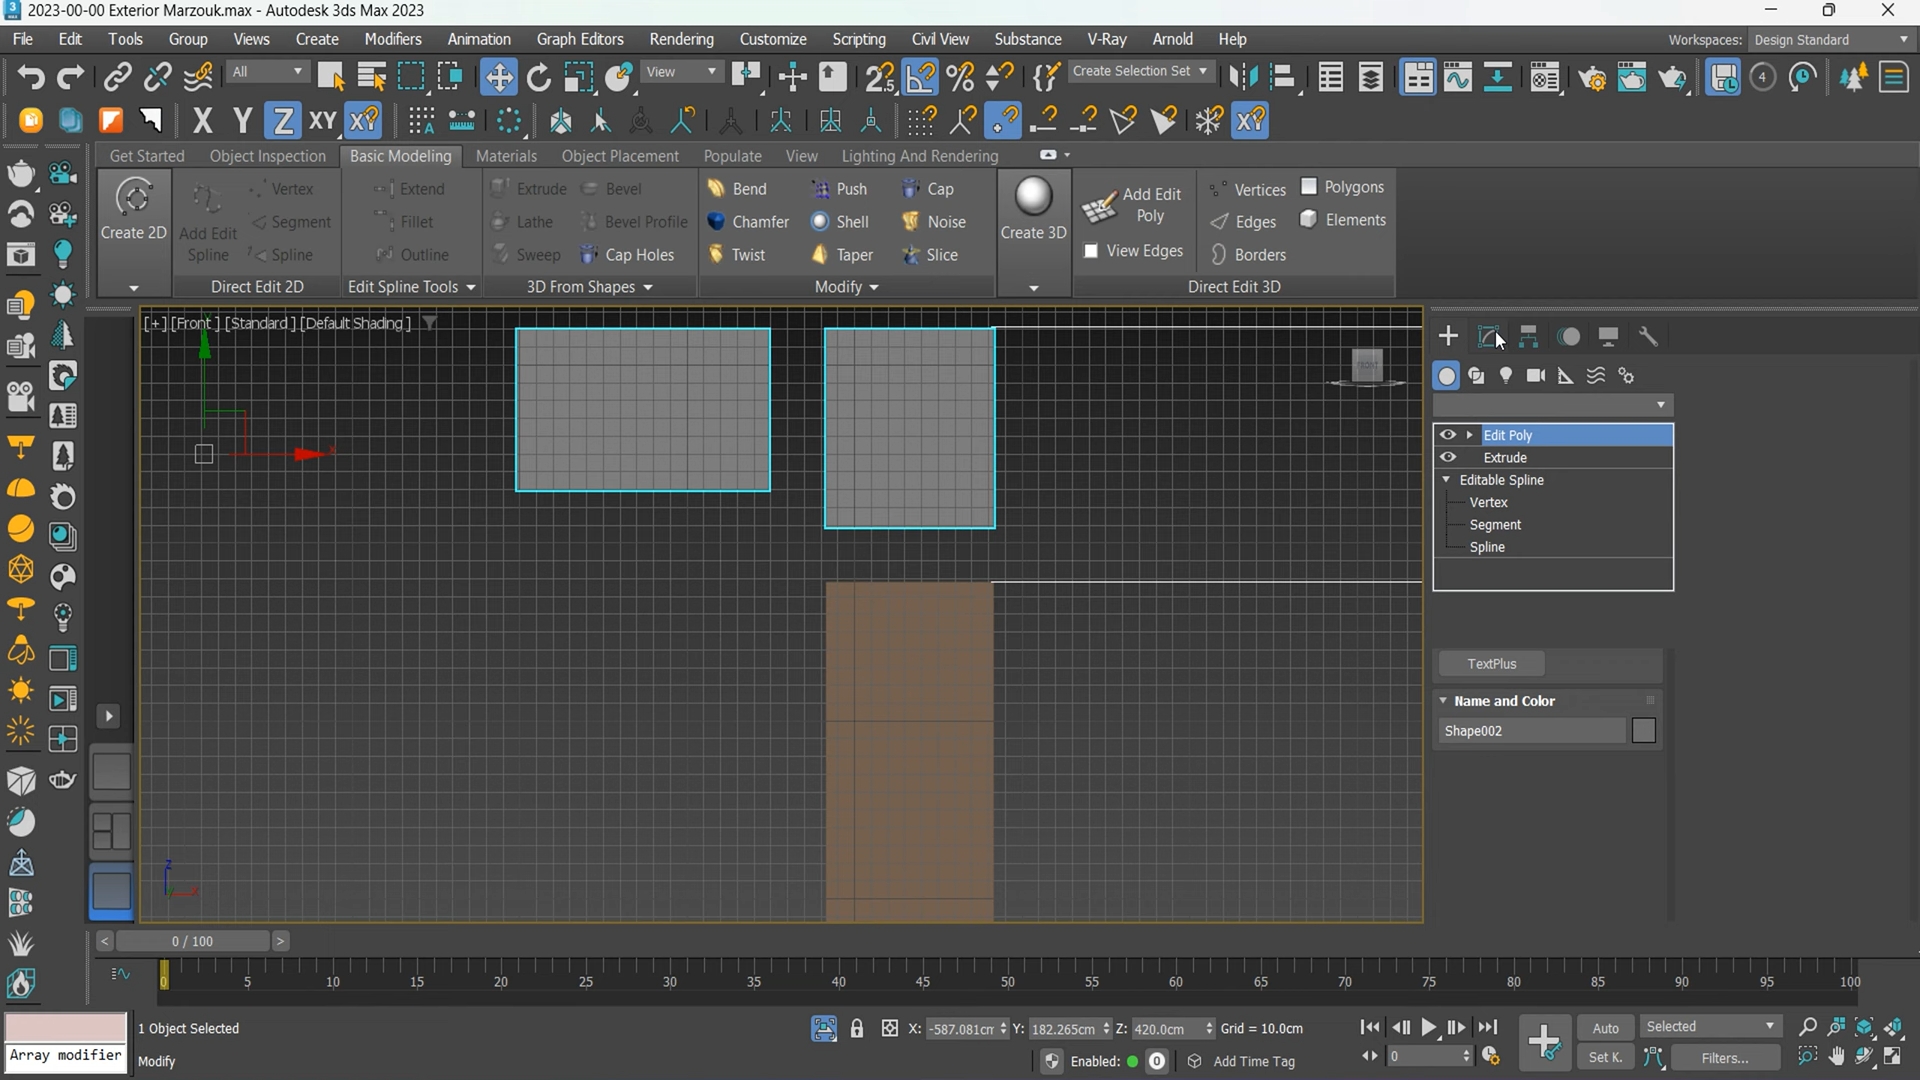 2023-00-00 Exterior Marzouk.max - Autodesk 3ds Max 2023
File Edit Tools Group Views Create Modifiers Animation Graph Editors Rendering Customize Scripting Civil View Substance V-Ray Arnold Help
Workspaces: Design Standard
All View Create Selection Set 4
X Y Z XY
Get Started Object Inspection Basic Modeling Materials Object Placement Populate View Lighting And Rendering
Create 2D
Add Edit Spline
Vertex
Segment
Spline
Direct Edit 2D
Extend
Fillet
Outline
Edit Spline Tools
Extrude Bevel
Lathe Bevel Profile
Sweep Cap Holes
3D From Shapes
Bend Push Cap
Chamfer Shell Noise
Twist Taper Slice
Modify
Create 3D
Add Edit Poly
View Edges
Vertices Polygons
Edges Elements
Borders
Direct Edit 3D
[+] [Front ] [Standard ] [Default Shading ]
FRONT
y
x
z
x
Edit Poly
Extrude
Editable Spline
Vertex
Segment
Spline
TextPlus
Name and Color
Shape002
< 0 / 100 >
0 5 10 15 20 25 30 35 40 45 50 55 60 65 70 75 80 85 90 95 100
Array modifier
1 Object Selected
Modify
X: -587.081cm Y: 182.265cm Z: 420.0cm Grid = 10.0cm
Enabled: 0 Add Time Tag
0
Auto Selected
Set K. Filters...